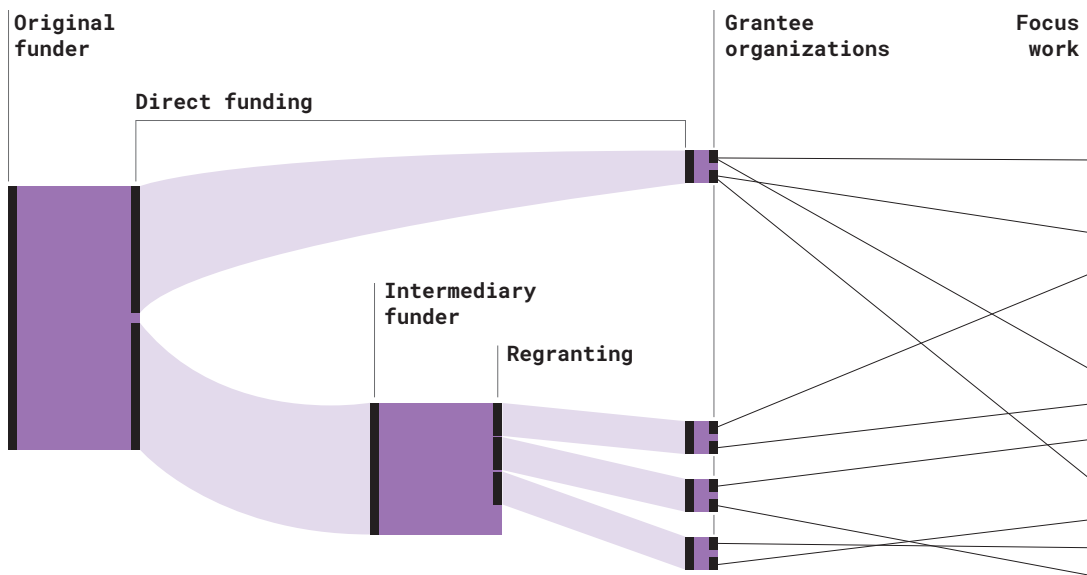 Original
funder
Grantee
organizations
Focus
work
Direct funding
Intermediary
funder
Regranting